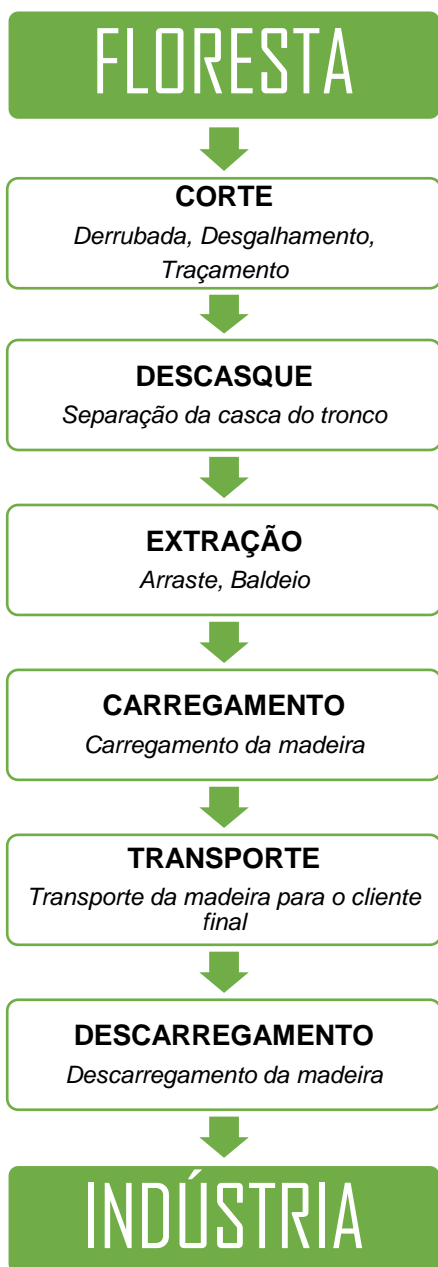 FLORESTA
CORTE
Derrubada, Desgalhamento,
Traçamento
DESCASQUE
Separação da casca do tronco
EXTRAÇÃO
Arraste, Baldeio
CARREGAMENTO
Carregamento da madeira
TRANSPORTE
Transporte da madeira para o cliente
final
DESCARREGAMENTO
Descarregamento da madeira
INDÚSTRIA